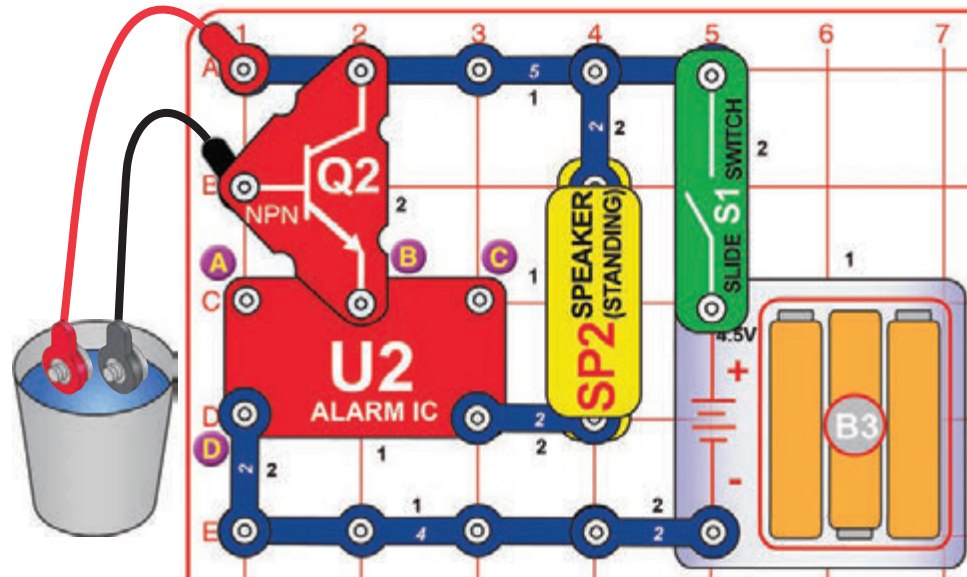 1 2 3 4 5 6 7
A 5
1
2 2
2
B
Q2
NPN
2
SLIDE S1 SWITCH
SP2 SPEAKER
(STANDING)
A B C
1
1
C
4.5V
U2
ALARM IC
+
-
B3
D
2
2
D
1
2
2
1
2
E
4
2